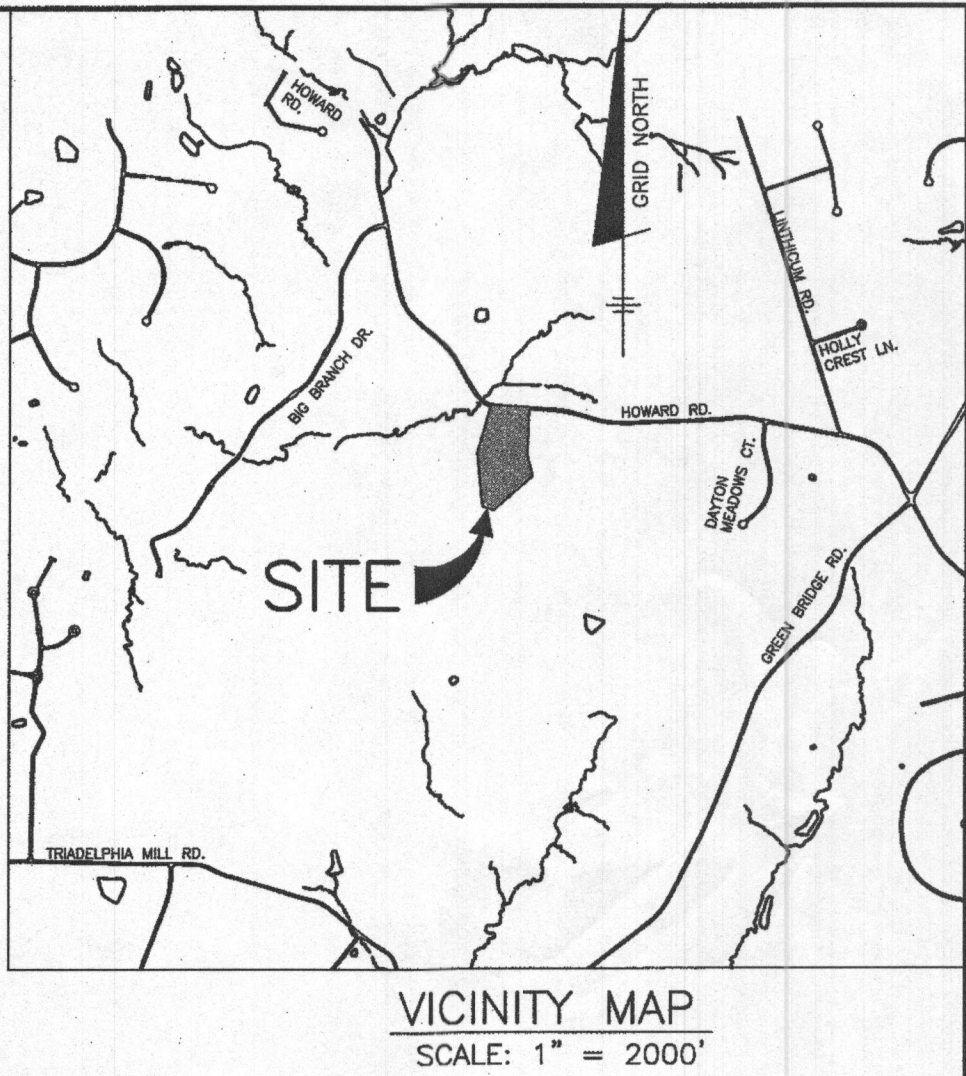 HOWARD
RD.
GRID NORTH
LINTHICUM RD.
HOLLY
CREST LN.
BIG BRANCH DR.
HOWARD RD.
DAYTON
MEADOWS CT.
SITE
GREEN BRIDGE RD.
TRIADELPHIA MILL RD.
VICINITY MAP
SCALE: 1" = 2000'